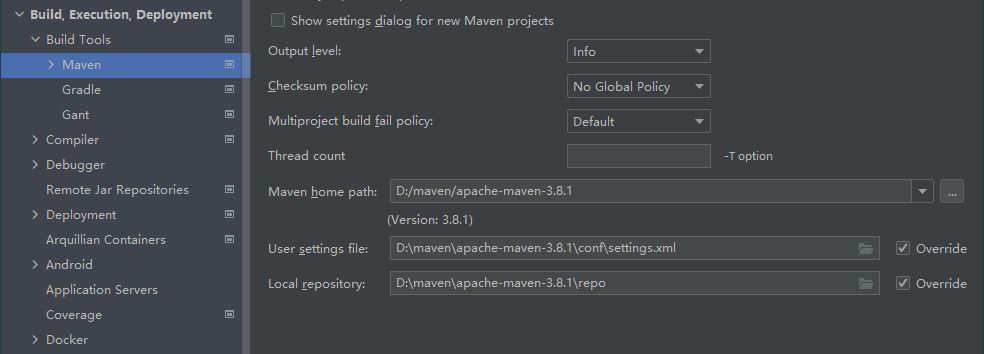 Build, Execution, Deployment
Build Tools
Maven
Gradle
Gant
Compiler
Debugger
Remote Jar Repositories
Deployment
Arquillian Containers
Android
Application Servers
Coverage
Docker
Show settings dialog for new Maven projects
Output level: Info
Checksum policy: No Global Policy
Multiproject build fail policy: Default
Thread count -T option
Maven home path: D:/maven/apache-maven-3.8.1 ...
(Version: 3.8.1)
User settings file: D:\maven\apache-maven-3.8.1\conf\settings.xml Override
Local repository: D:\maven\apache-maven-3.8.1\repo Override